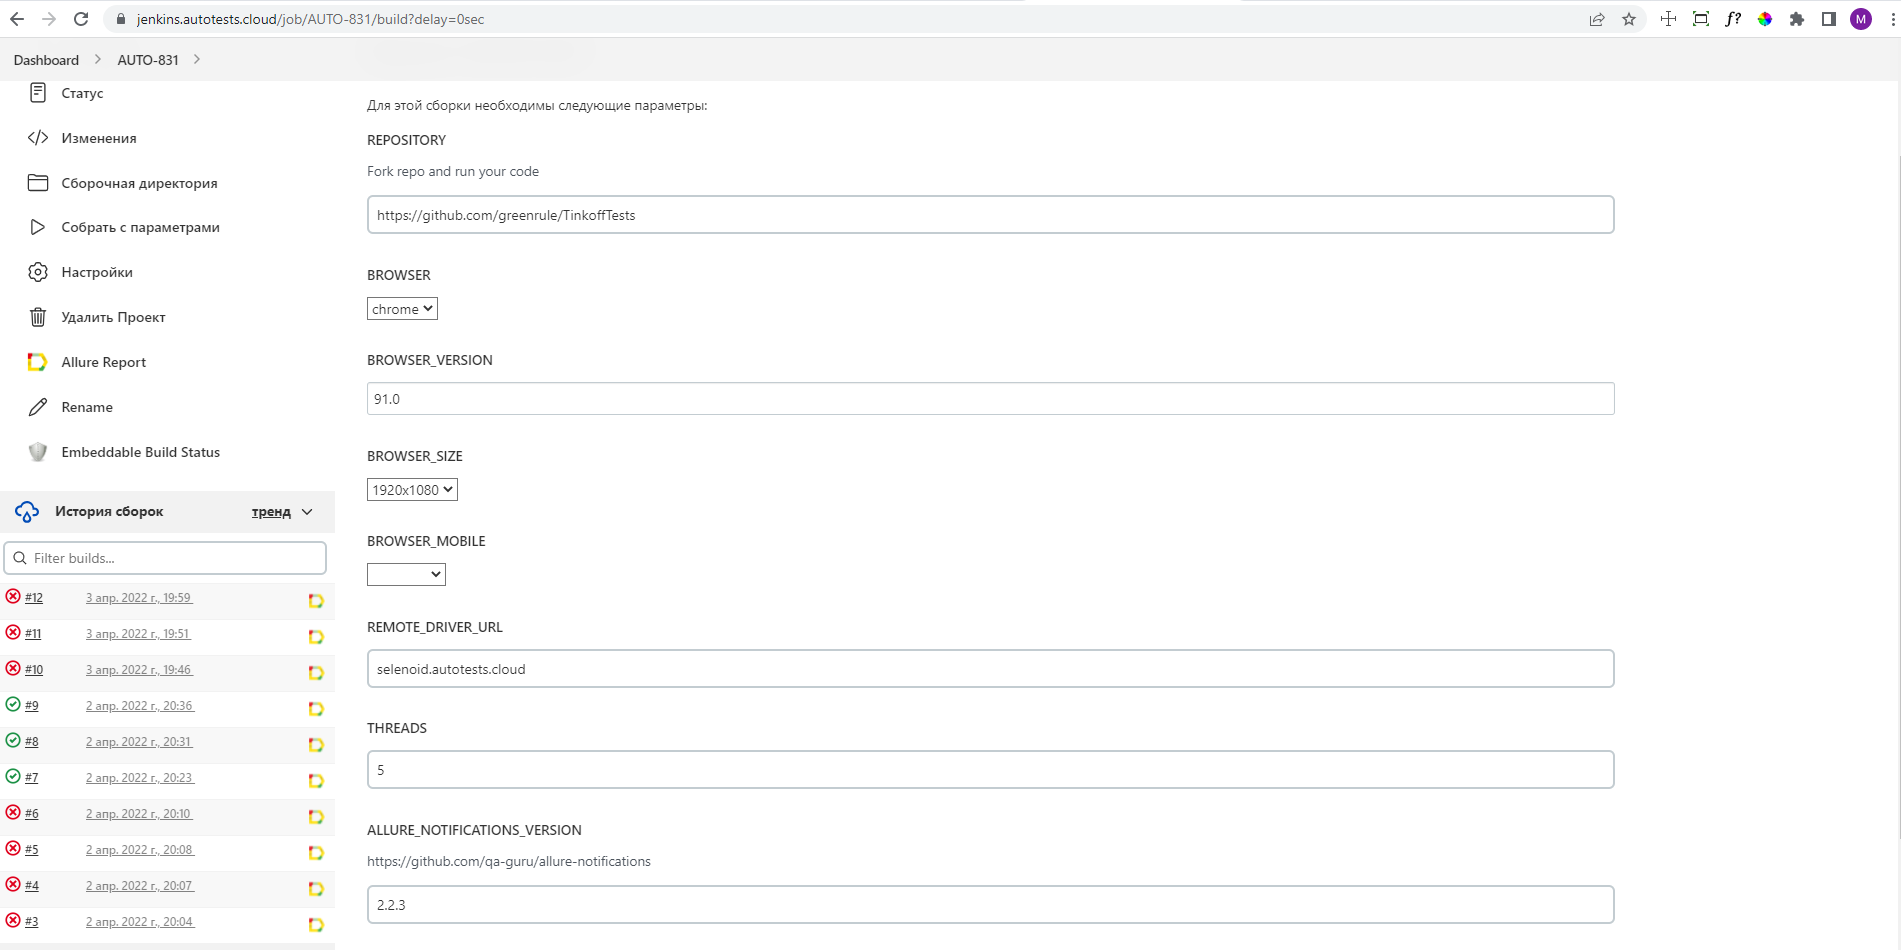 jenkins.autotests.cloud/job/AUTO-831/build?delay=0sec
f?
M
Dashboard
AUTO-831
Статус
Изменения
Сборочная директория
Собрать с параметрами
Настройки
Удалить Проект
Allure Report
Rename
Embeddable Build Status
История сборок
тренд
Filter builds...
#12 3 апр. 2022 г., 19:59
#11 3 апр. 2022 г., 19:51
#10 3 апр. 2022 г., 19:46
#9 2 апр. 2022 г., 20:36
#8 2 апр. 2022 г., 20:31
#7 2 апр. 2022 г., 20:23
#6 2 апр. 2022 г., 20:10
#5 2 апр. 2022 г., 20:08
#4 2 апр. 2022 г., 20:07
#3 2 апр. 2022 г., 20:04
Для этой сборки необходимы следующие параметры:
REPOSITORY
Fork repo and run your code
https://github.com/greenrule/TinkoffTests
BROWSER
chrome
BROWSER_VERSION
91.0
BROWSER_SIZE
1920x1080
BROWSER_MOBILE
REMOTE_DRIVER_URL
selenoid.autotests.cloud
THREADS
5
ALLURE_NOTIFICATIONS_VERSION
https://github.com/qa-guru/allure-notifications
2.2.3